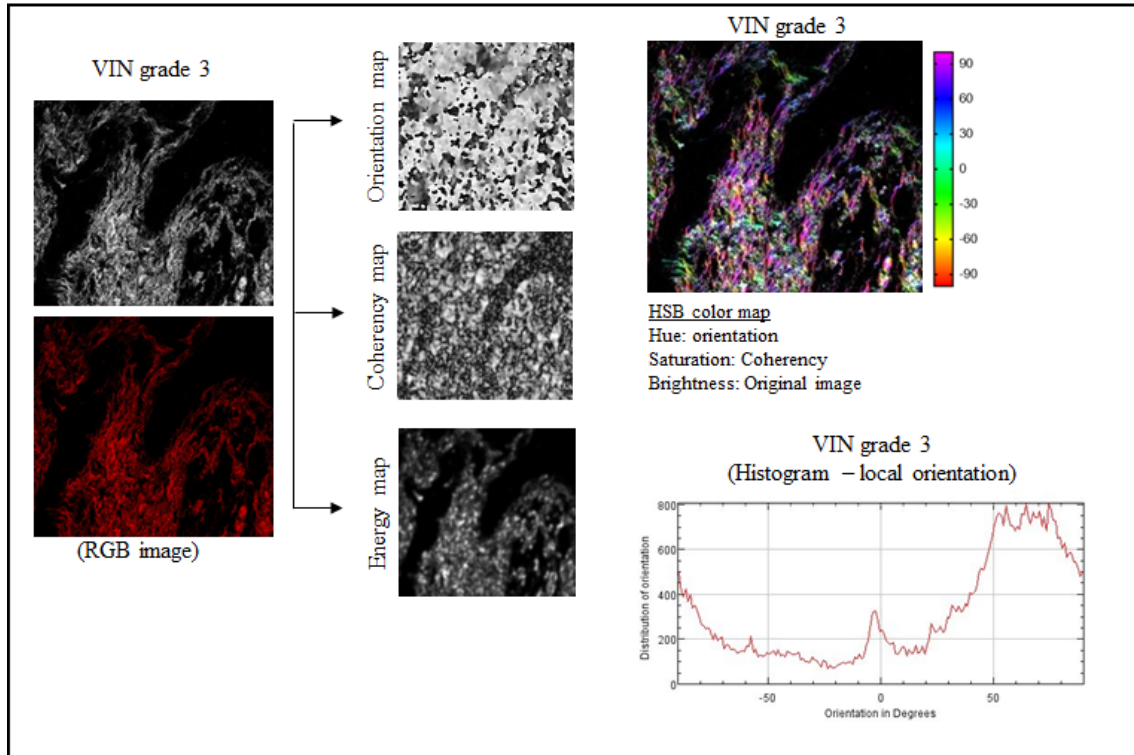 VIN grade 3
(RGB image)
Orientation map
Coherency map
Energy map
VIN grade 3
90
60
30
0
-30
-60
-90
HSB color map
Hue: orientation
Saturation: Coherency
Brightness: Original image
VIN grade 3
(Histogram – local orientation)
Distribution of orientation
800
600
400
200
0
-50
0
50
Orientation in Degrees